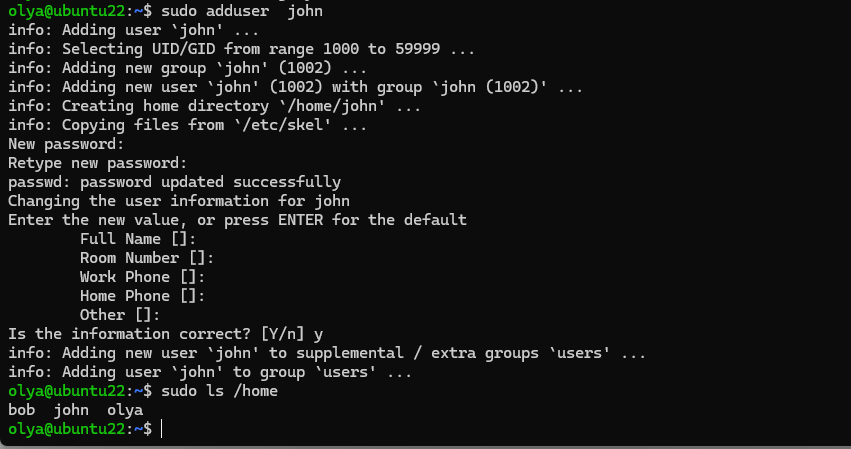 olya@ubuntu22:~$ sudo adduser  john
info: Adding user `john' ...
info: Selecting UID/GID from range 1000 to 59999 ...
info: Adding new group `john' (1002) ...
info: Adding new user `john' (1002) with group `john (1002)' ...
info: Creating home directory `/home/john' ...
info: Copying files from `/etc/skel' ...
New password:
Retype new password:
passwd: password updated successfully
Changing the user information for john
Enter the new value, or press ENTER for the default
        Full Name []:
        Room Number []:
        Work Phone []:
        Home Phone []:
        Other []:
Is the information correct? [Y/n] y
info: Adding new user `john' to supplemental / extra groups `users' ...
info: Adding user `john' to group `users' ...
olya@ubuntu22:~$ sudo ls /home
bob  john  olya
olya@ubuntu22:~$